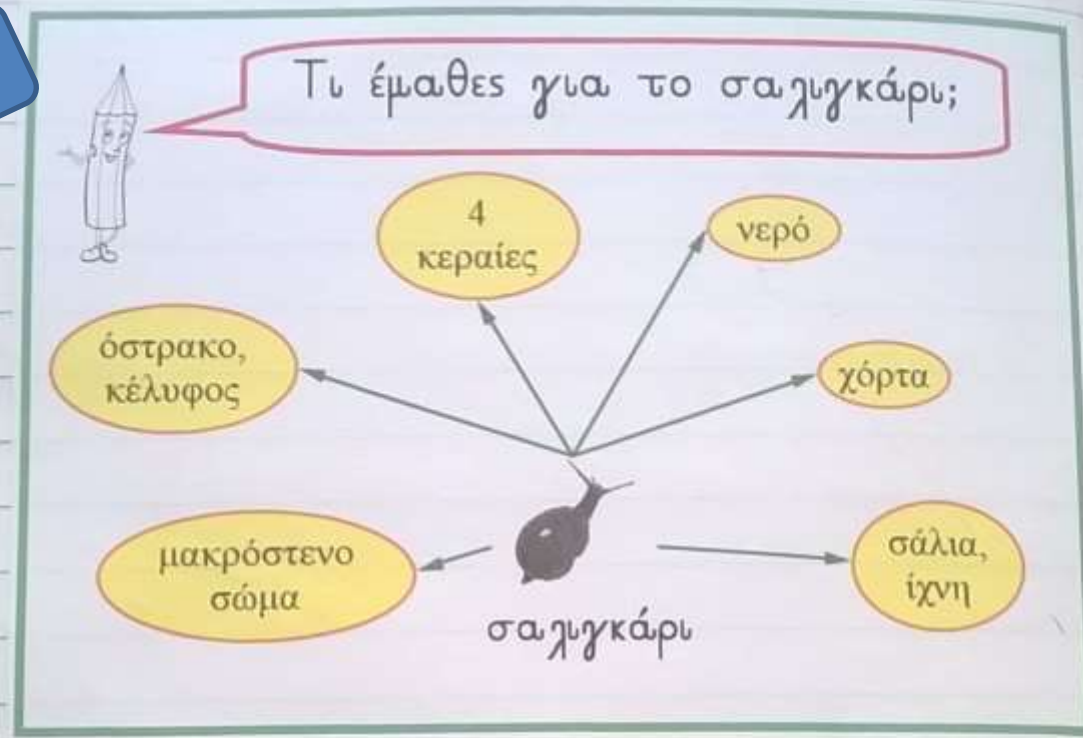 Τι έμαθες για το σαλιγκάρι;
4
κεραίες
νερό
όστρακο,
κέλυφος
χόρτα
μακρόστενο
σώμα
σάλια,
ίχνη
σαλιγκάρι